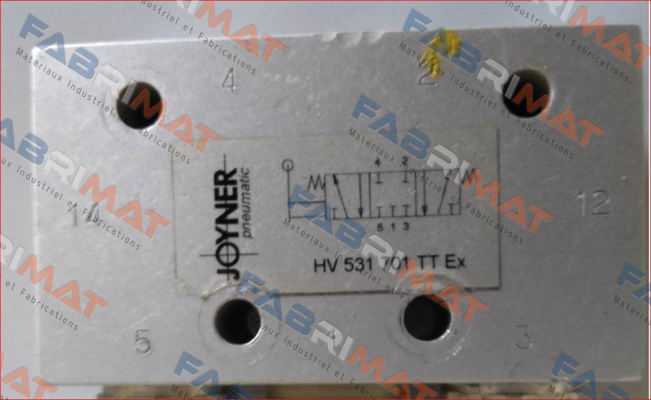 4 2
JOYNER
pneumatic
4 2
5 1 3
14 12
HV 531 701 TT Ex
5 3
FABRIMAT
Materiaux Industriel et Fabrications